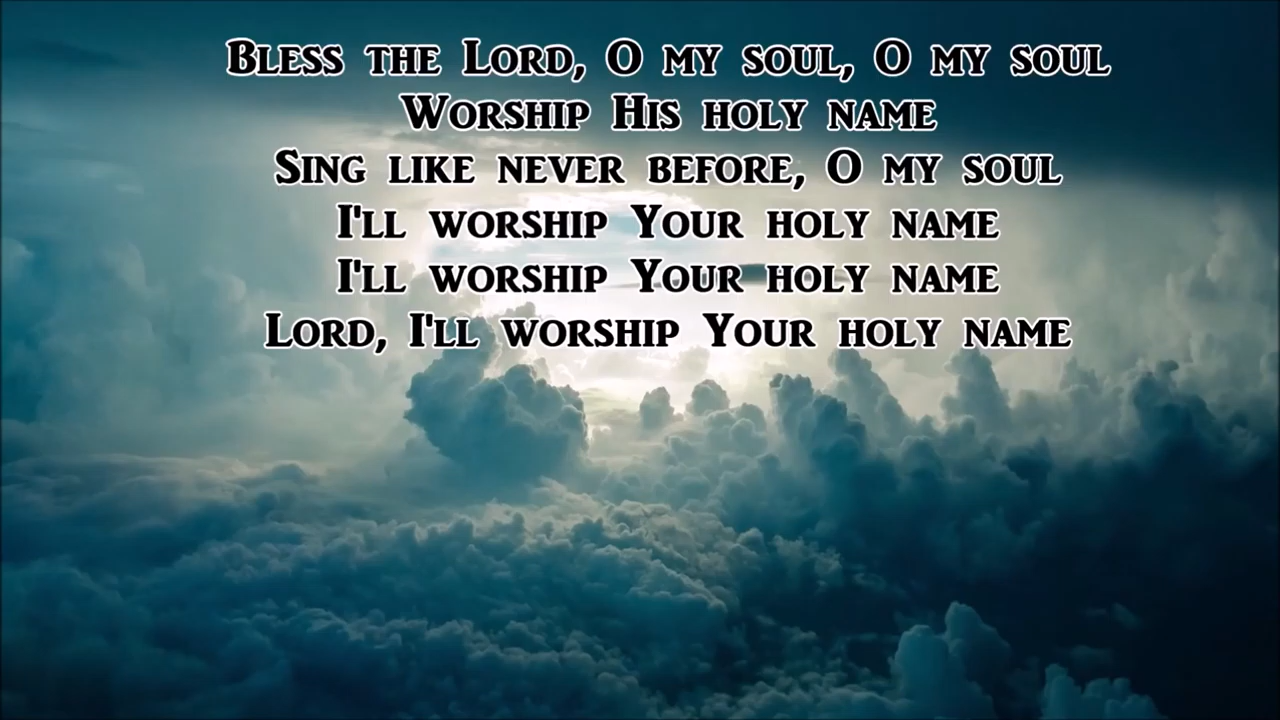 Bless the Lord, O my soul, O my soul
Worship His holy name
Sing like never before, O my soul
I'll worship Your holy name
I'll worship Your holy name
Lord, I'll worship Your holy name